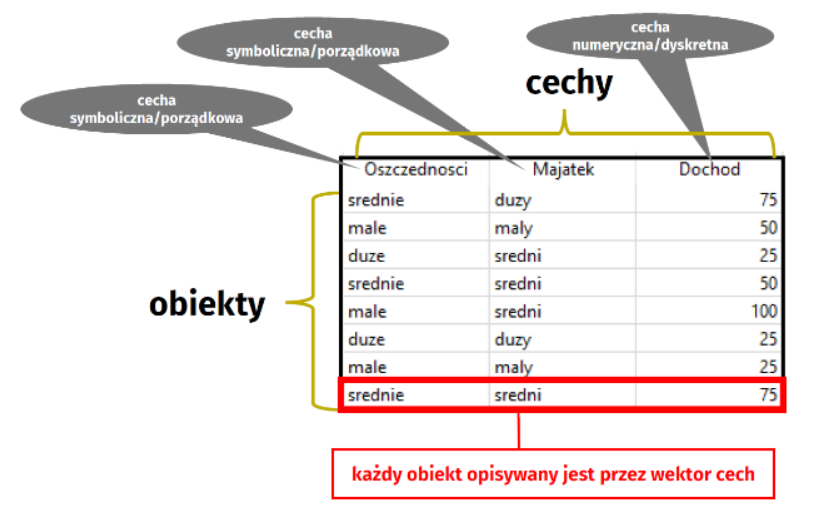 cecha
symboliczna/porządkowa
cecha
numeryczna/dyskretna
cecha
symboliczna/porządkowa
cechy
Oszczednosci Majatek Dochod
srednie duzy 75
male maly 50
duze sredni 25
srednie sredni 50
male sredni 100
duze duzy 25
male maly 25
srednie sredni 75
obiekty
każdy obiekt opisywany jest przez wektor cech